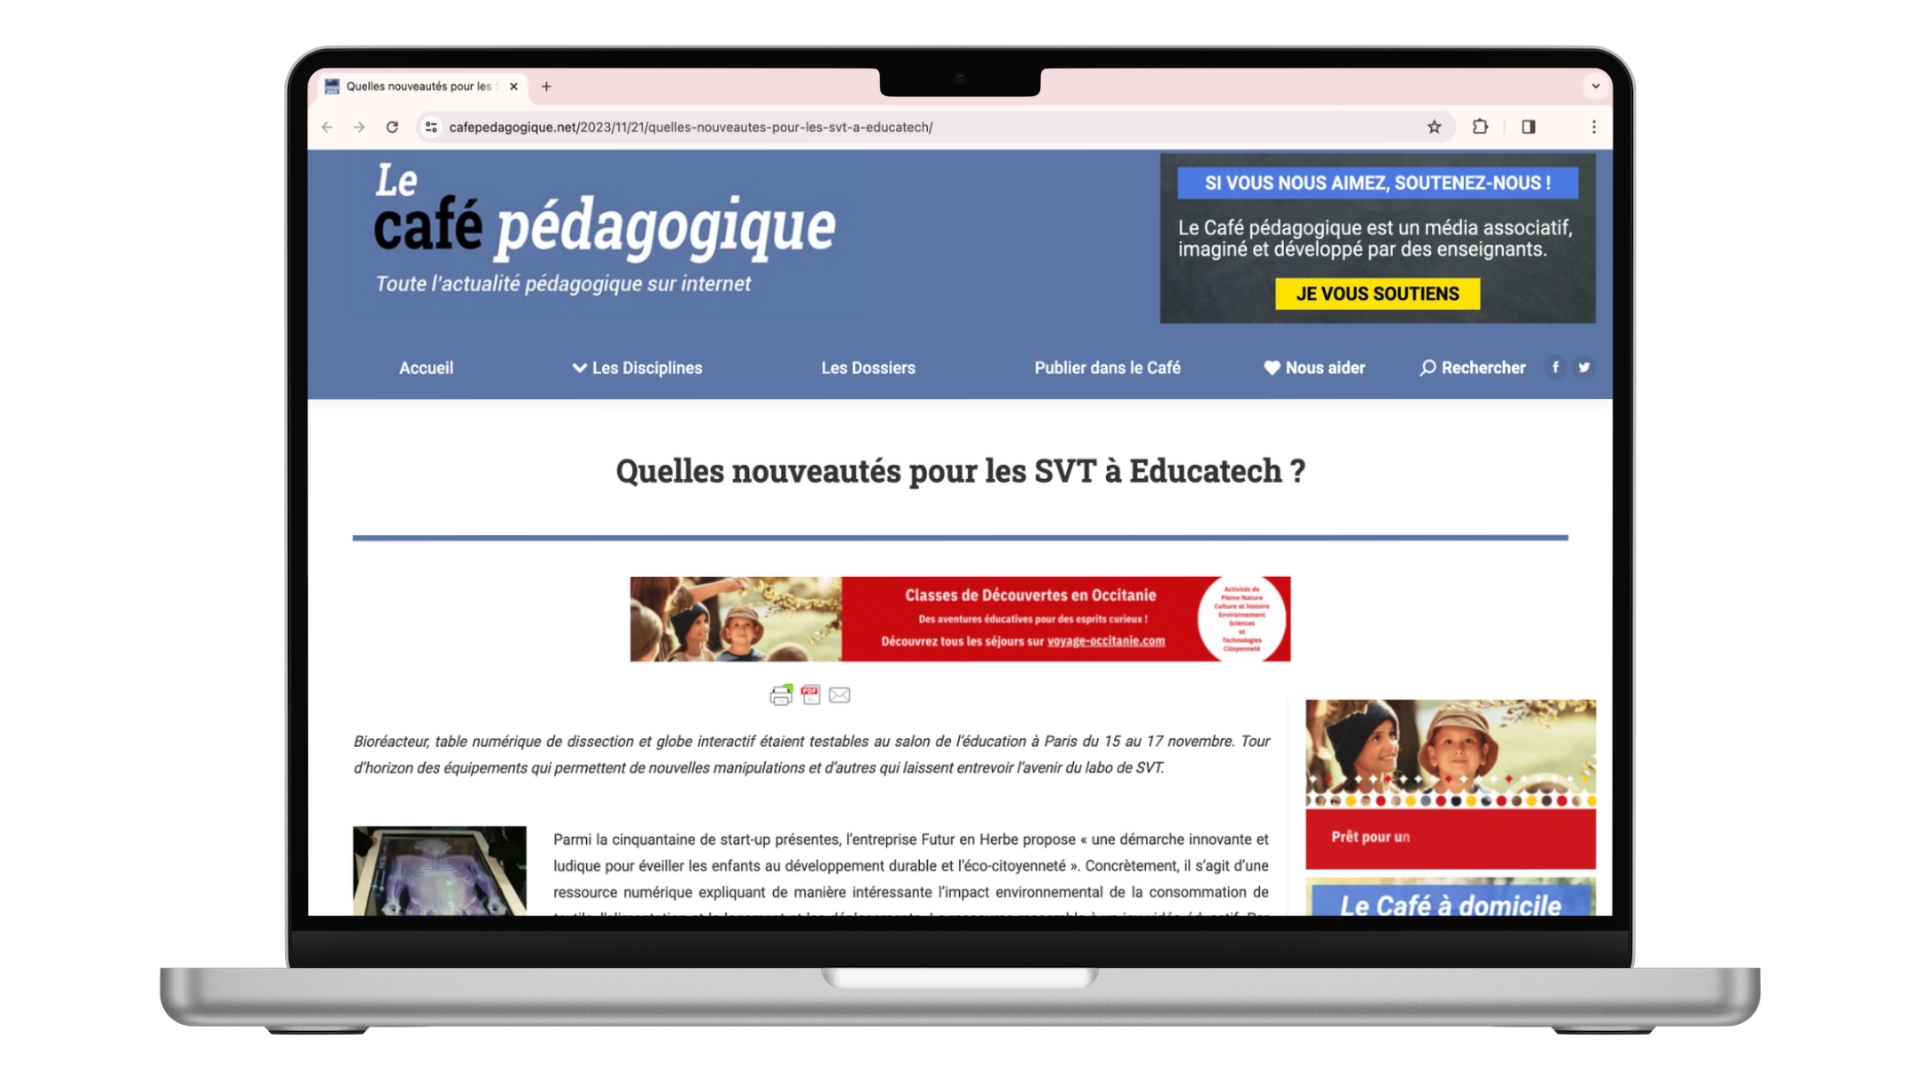 Quelles nouveautés pour les
cafepedagogique.net/2023/11/21/quelles-nouveautes-pour-les-svt-a-educatech/
Le
café pédagogique
Toute l'actualité pédagogique sur internet
SI VOUS NOUS AIMEZ, SOUTENEZ-NOUS !
Le Café pédagogique est un média associatif,
imaginé et développé par des enseignants.
JE VOUS SOUTIENS
Accueil
Les Disciplines
Les Dossiers
Publier dans le Café
Nous aider
Rechercher
Quelles nouveautés pour les SVT à Educatech ?
Classes de Découvertes en Occitanie
Des aventures éducatives pour des esprits curieux !
Découvrez tous les séjours sur voyage-occitanie.com
Activités de
Pleine Nature
Culture et histoire
Environnement
Sciences
et
Technologies
Citoyenneté
PDF
Bioréacteur, table numérique de dissection et globe interactif étaient testables au salon de l'éducation à Paris du 15 au 17 novembre. Tour
d'horizon des équipements qui permettent de nouvelles manipulations et d'autres qui laissent entrevoir l'avenir du labo de SVT.
Parmi la cinquantaine de start-up présentes, l'entreprise Futur en Herbe propose « une démarche innovante et
ludique pour éveiller les enfants au développement durable et l'éco-citoyenneté ». Concrètement, il s'agit d'une
ressource numérique expliquant de manière intéressante l'impact environnemental de la consommation de
Prêt pour un
Le Café à domicile